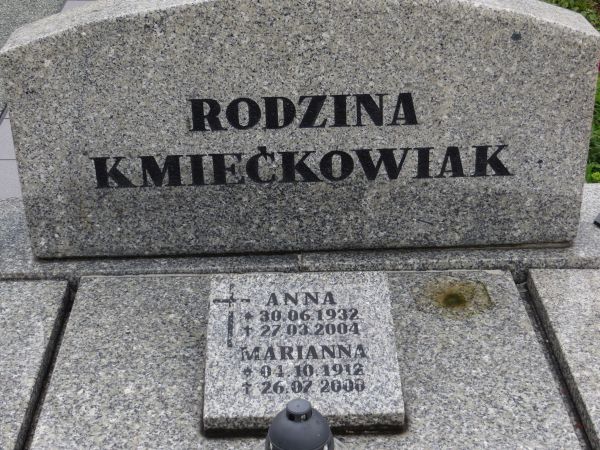 RODZINA
KMIEĆKOWIAK
ANNA
* 30.06.1932
† 27.03.2004
MARIANNA
* 04.10.1912
† 26.07.2000